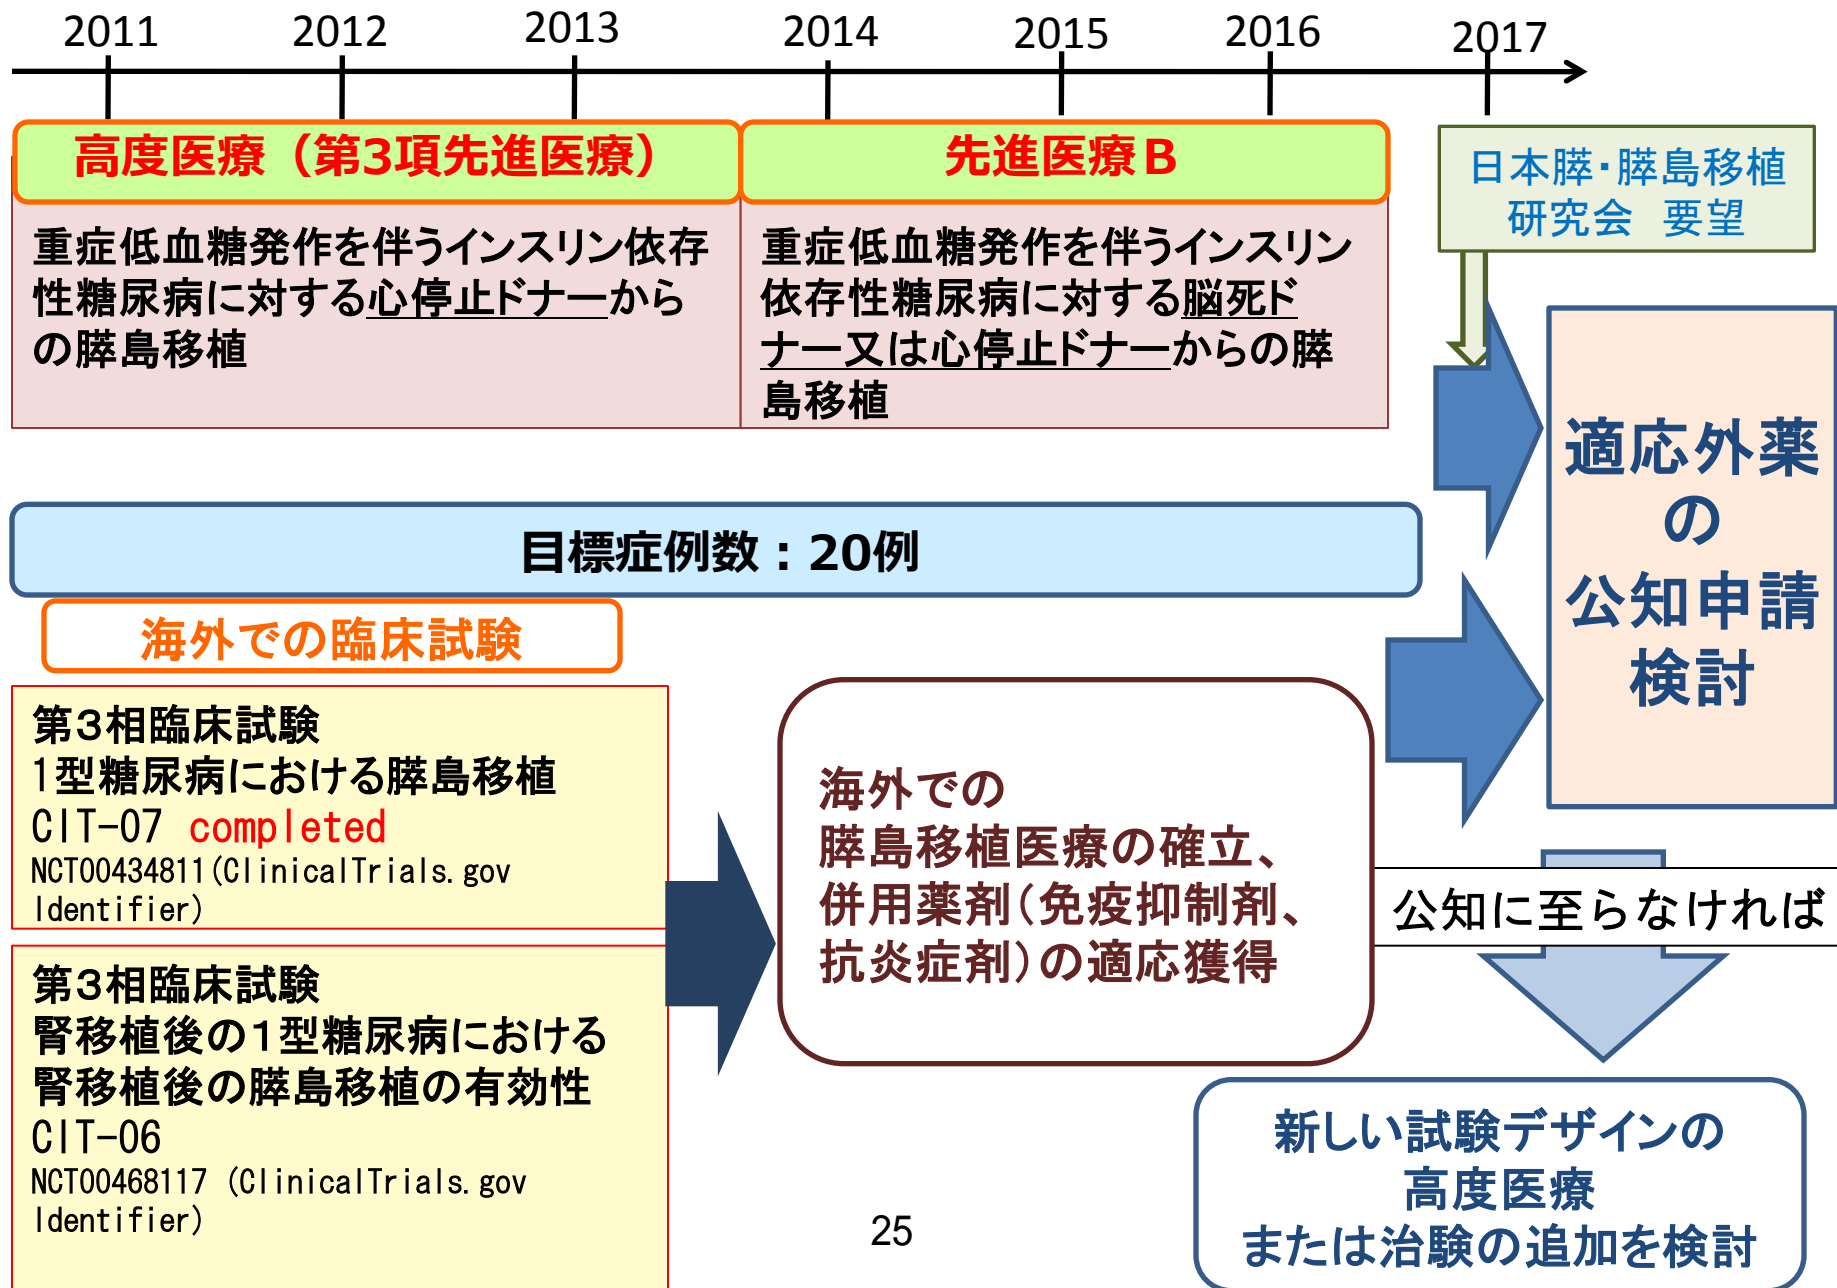 2011 2012 2013 2014 2015 2016 2017
高度医療（第3項先進医療）
先進医療B
日本膵・膵島移植
研究会　要望
重症低血糖発作を伴うインスリン依存
性糖尿病に対する心停止ドナーから
の膵島移植
重症低血糖発作を伴うインスリン
依存性糖尿病に対する脳死ド
ナー又は心停止ドナーからの膵
島移植
適応外薬
の
公知申請
検討
目標症例数：20例
海外での臨床試験
第３相臨床試験
1型糖尿病における膵島移植
CIT-07 completed
NCT00434811(ClinicalTrials.gov
Identifier)
第３相臨床試験
腎移植後の１型糖尿病における
腎移植後の膵島移植の有効性
CIT-06
NCT00468117 (ClinicalTrials.gov
Identifier)
海外での
膵島移植医療の確立、
併用薬剤（免疫抑制剤、
抗炎症剤）の適応獲得
公知に至らなければ
新しい試験デザインの
高度医療
または治験の追加を検討
25